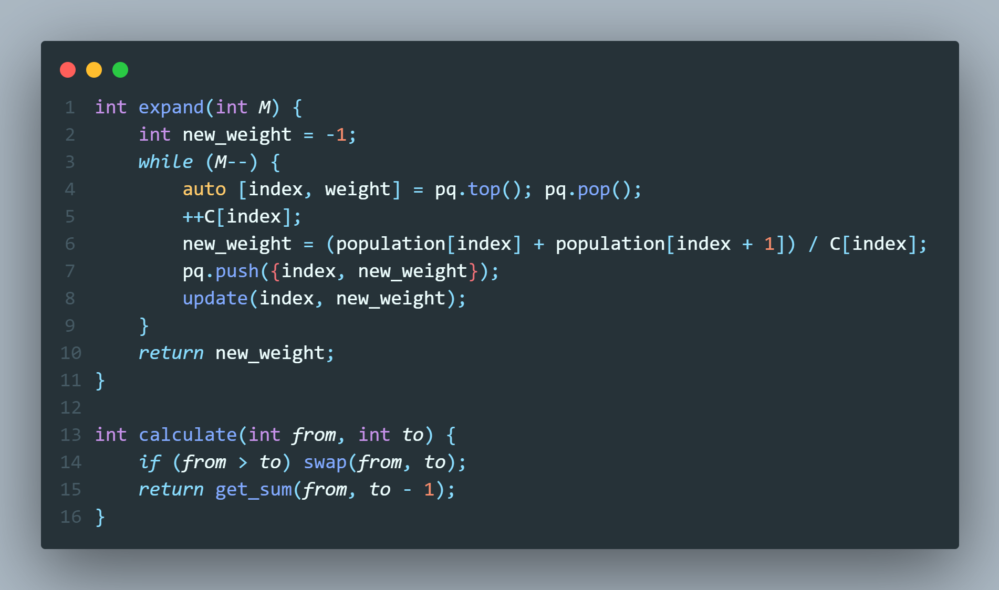 1 int expand(int M) {
2     int new_weight = -1;
3     while (M--) {
4         auto [index, weight] = pq.top(); pq.pop();
5         ++C[index];
6         new_weight = (population[index] + population[index + 1]) / C[index];
7         pq.push({index, new_weight});
8         update(index, new_weight);
9     }
10     return new_weight;
11 }
12
13 int calculate(int from, int to) {
14     if (from > to) swap(from, to);
15     return get_sum(from, to - 1);
16 }